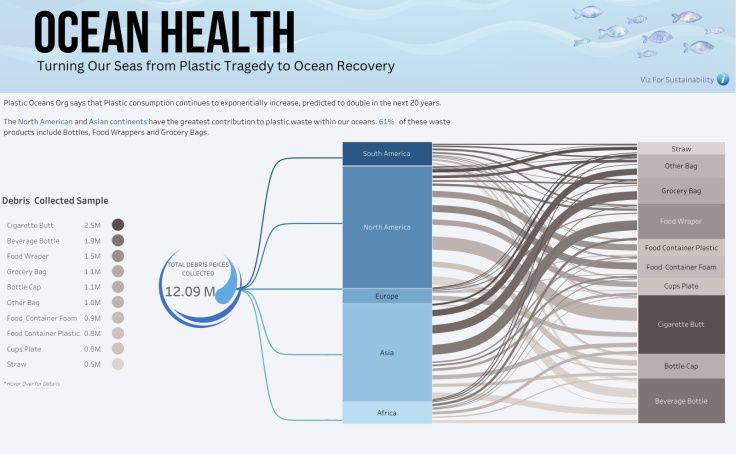 OCEAN HEALTH
Turning Our Seas from Plastic Tragedy to Ocean Recovery
Viz For Sustainability i
Plastic Oceans Org says that Plastic consumption continues to exponentially increase, predicted to double in the next 20 years.
The North American and Asian continents have the greatest contribution to plastic waste within our oceans. 61% of these waste
products include Bottles, Food Wrappers and Grocery Bags.
Debris Collected Sample
Cigarette Butt 2.5M
Beverage Bottle 1.9M
Food Wraper 1.5M
Grocery Bag 1.1M
Bottle Cap 1.1M
Other Bag 1.0M
Food Container Foam 0.9M
Food Container Plastic 0.8M
Cups Plate 0.8M
Straw 0.5M
* Hover Over for Details
TOTAL DEBRIS PEICES
COLLECTED
12.09 M
South America
North America
Europe
Asia
Africa
Straw
Other Bag
Grocery Bag
Food Wraper
Food Container Plastic
Food Container Foam
Cups Plate
Cigarette Butt
Bottle Cap
Beverage Bottle